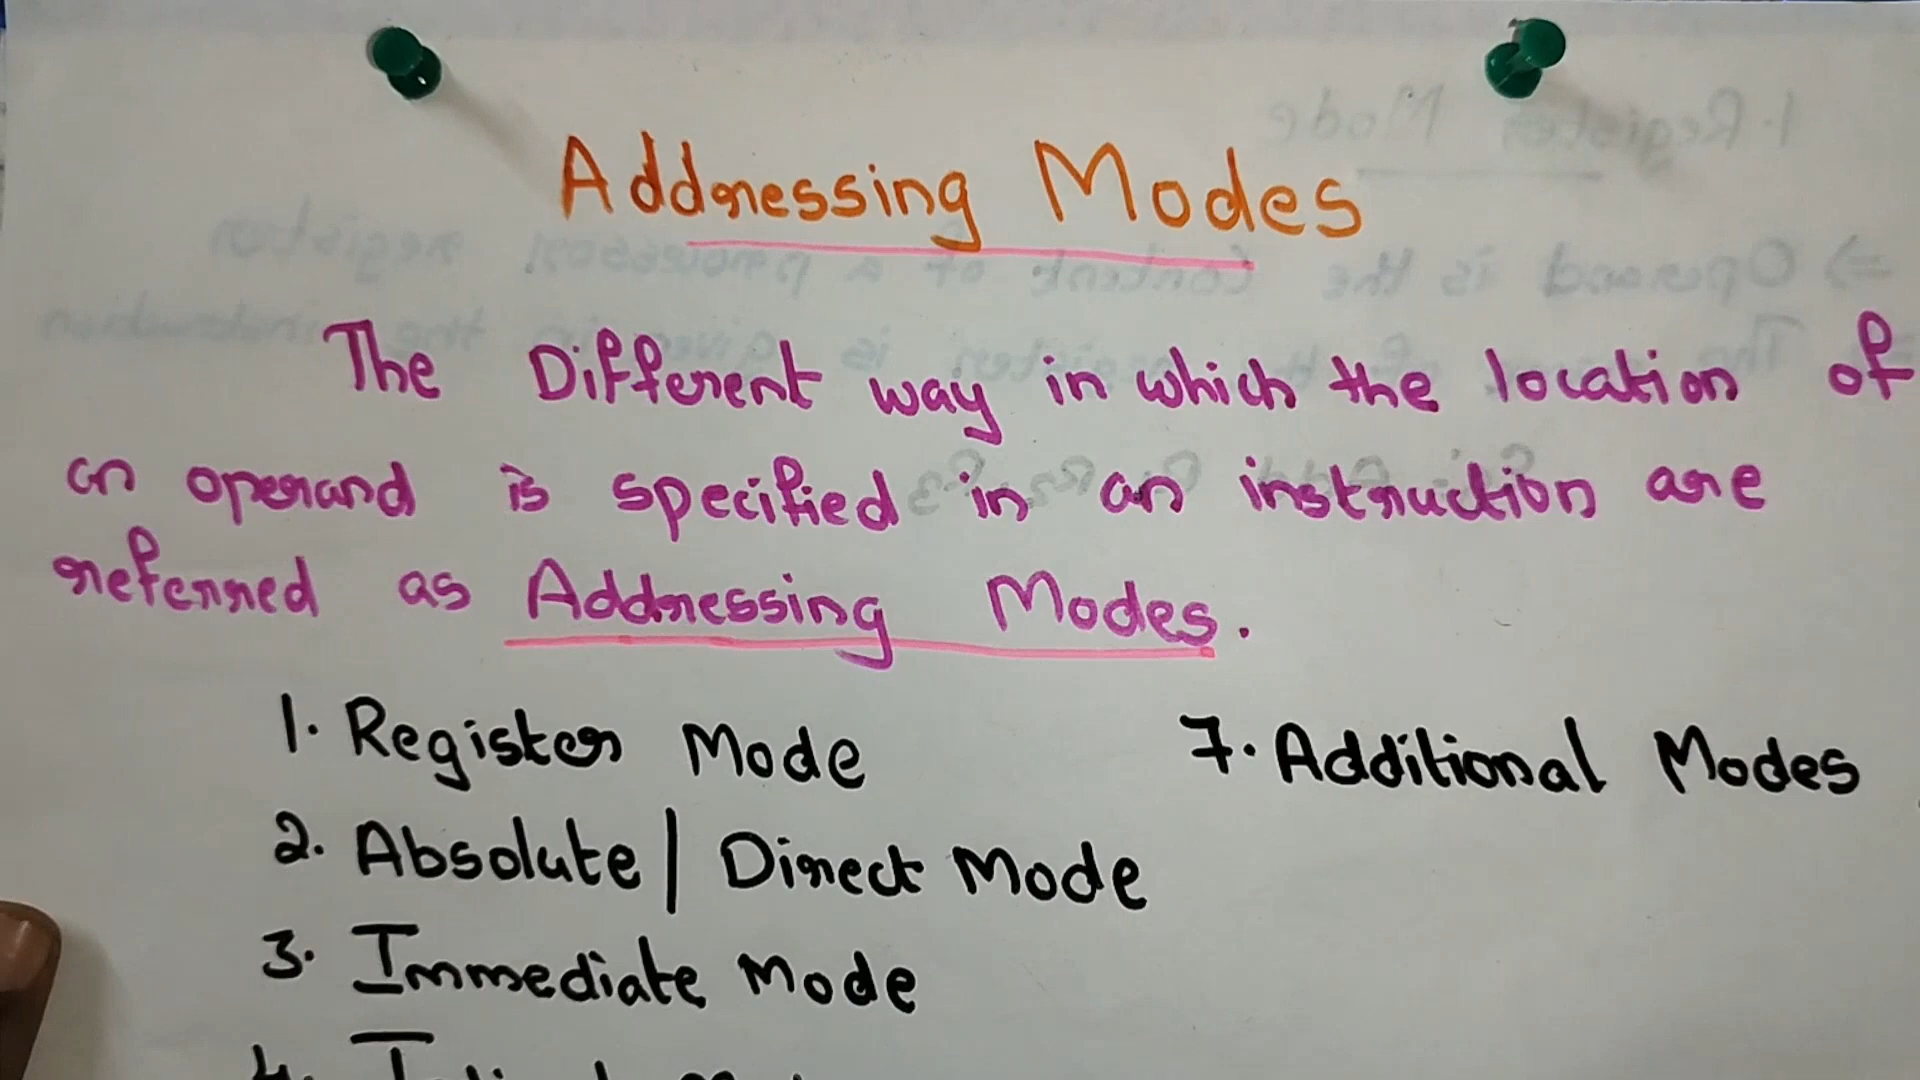 Addressing Modes
The Different way in which the location of
an operand is specified in an instruction are
referred as Addressing Modes.
1. Register Mode
2. Absolute | Direct Mode
3. Immediate Mode
4.
7. Additional Modes